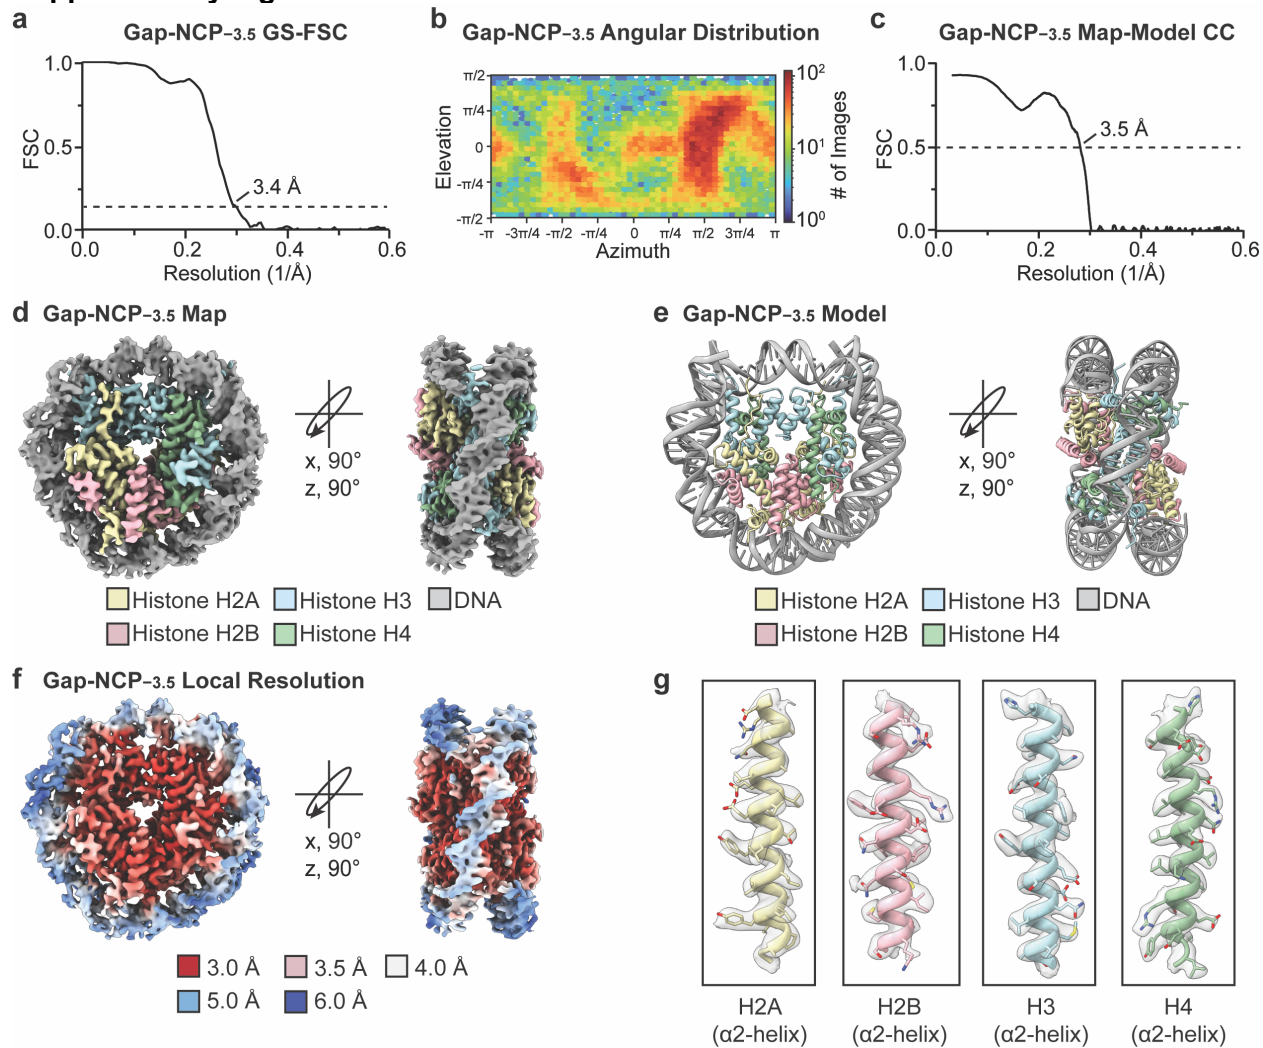 a Gap-NCP-3.5 GS-FSC
1.0
0.5
0.0
FSC
3.4 Å
0.0 0.2 0.4 0.6
Resolution (1/Å)
b Gap-NCP-3.5 Angular Distribution
π/2
π/4
0
-π/4
-π/2
Elevation
-π -3π/4 -π/2 -π/4 0 π/4 π/2 3π/4 π
Azimuth
10²
10¹
10⁰
# of Images
c Gap-NCP-3.5 Map-Model CC
1.0
0.5
0.0
FSC
3.5 Å
0.0 0.2 0.4 0.6
Resolution (1/Å)
d Gap-NCP-3.5 Map
x, 90°
z, 90°
Histone H2A Histone H3 DNA
Histone H2B Histone H4
e Gap-NCP-3.5 Model
x, 90°
z, 90°
Histone H2A Histone H3 DNA
Histone H2B Histone H4
f Gap-NCP-3.5 Local Resolution
x, 90°
z, 90°
3.0 Å 3.5 Å 4.0 Å
5.0 Å 6.0 Å
g
H2A H2B H3 H4
(α2-helix) (α2-helix) (α2-helix) (α2-helix)